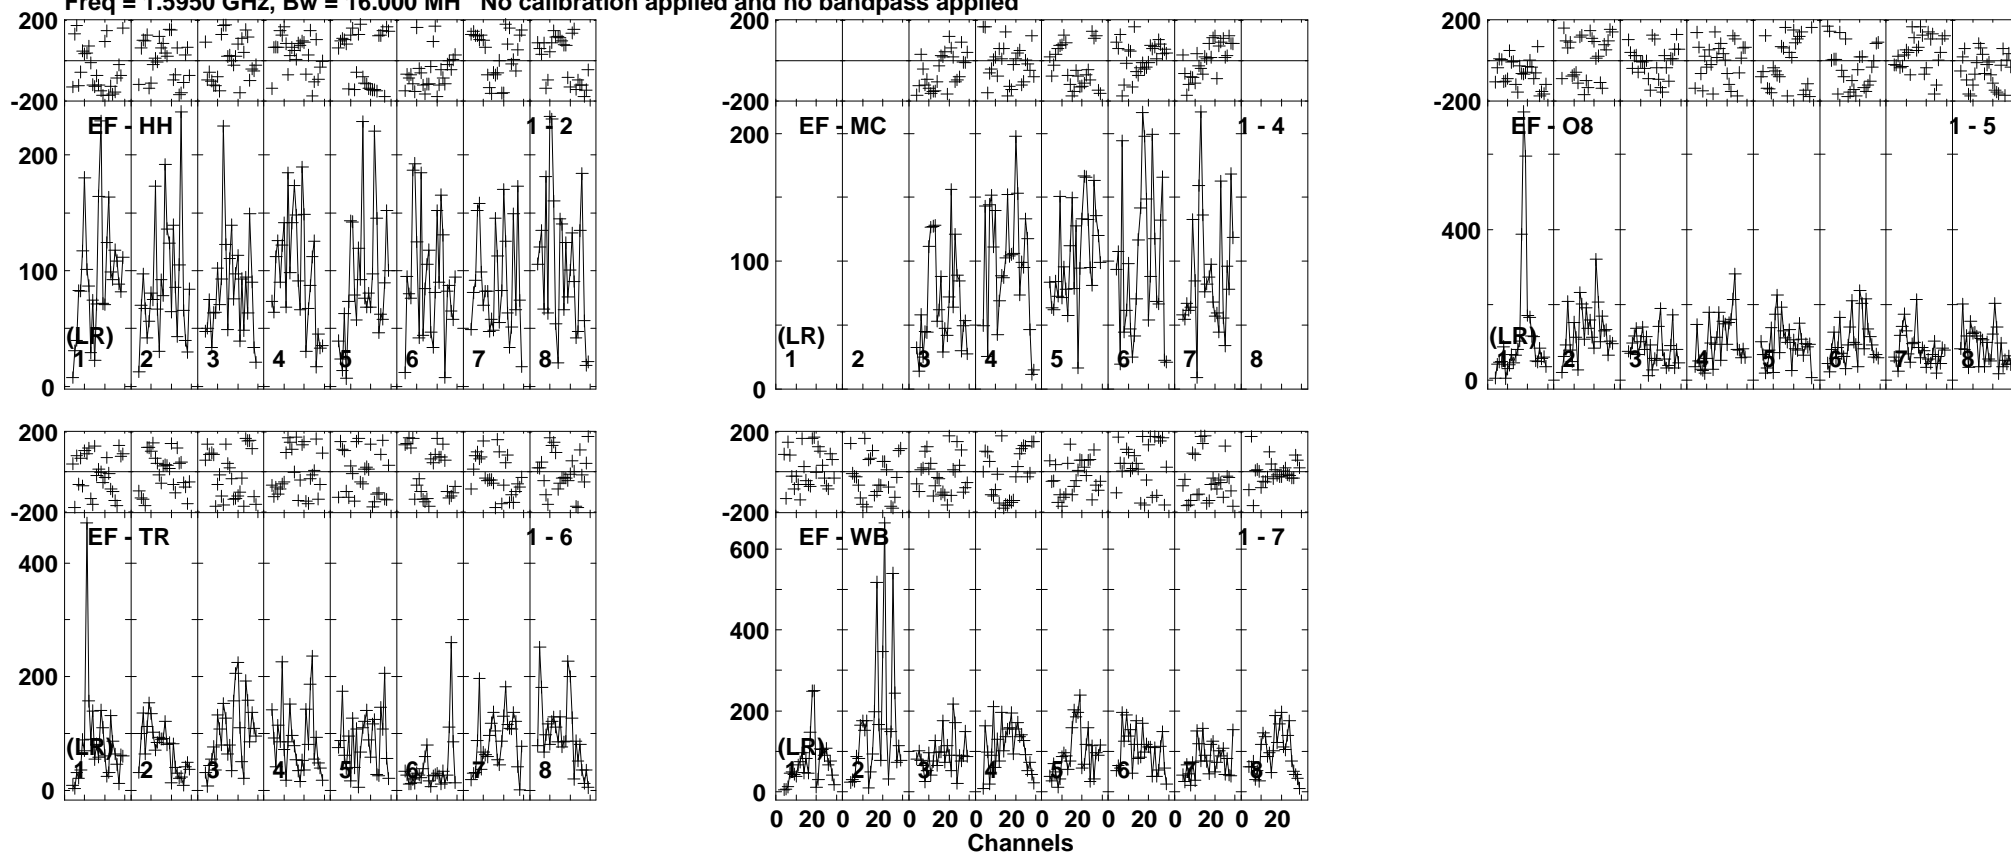 Freq = 1.5950 GHz, Bw = 16.000 MH No calibration applied and no bandpass applied
200
-200
EF - HH 1 - 2
200
100
0
(LR)
1 2 3 4 5 6 7 8
200
-200
EF - MC 1 - 4
200
100
0
(LR)
1 2 3 4 5 6 7 8
200
-200
EF - O8 1 - 5
400
0
(LR)
1 2 3 4 5 6 7 8
200
-200
EF - TR 1 - 6
400
200
0
(LR)
1 2 3 4 5 6 7 8
200
-200
EF - WB 1 - 7
600
400
200
0
(LR)
1 2 3 4 5 6 7 8
0 20 0 20 0 20 0 20 0 20 0 20 0 20 0 20
Channels